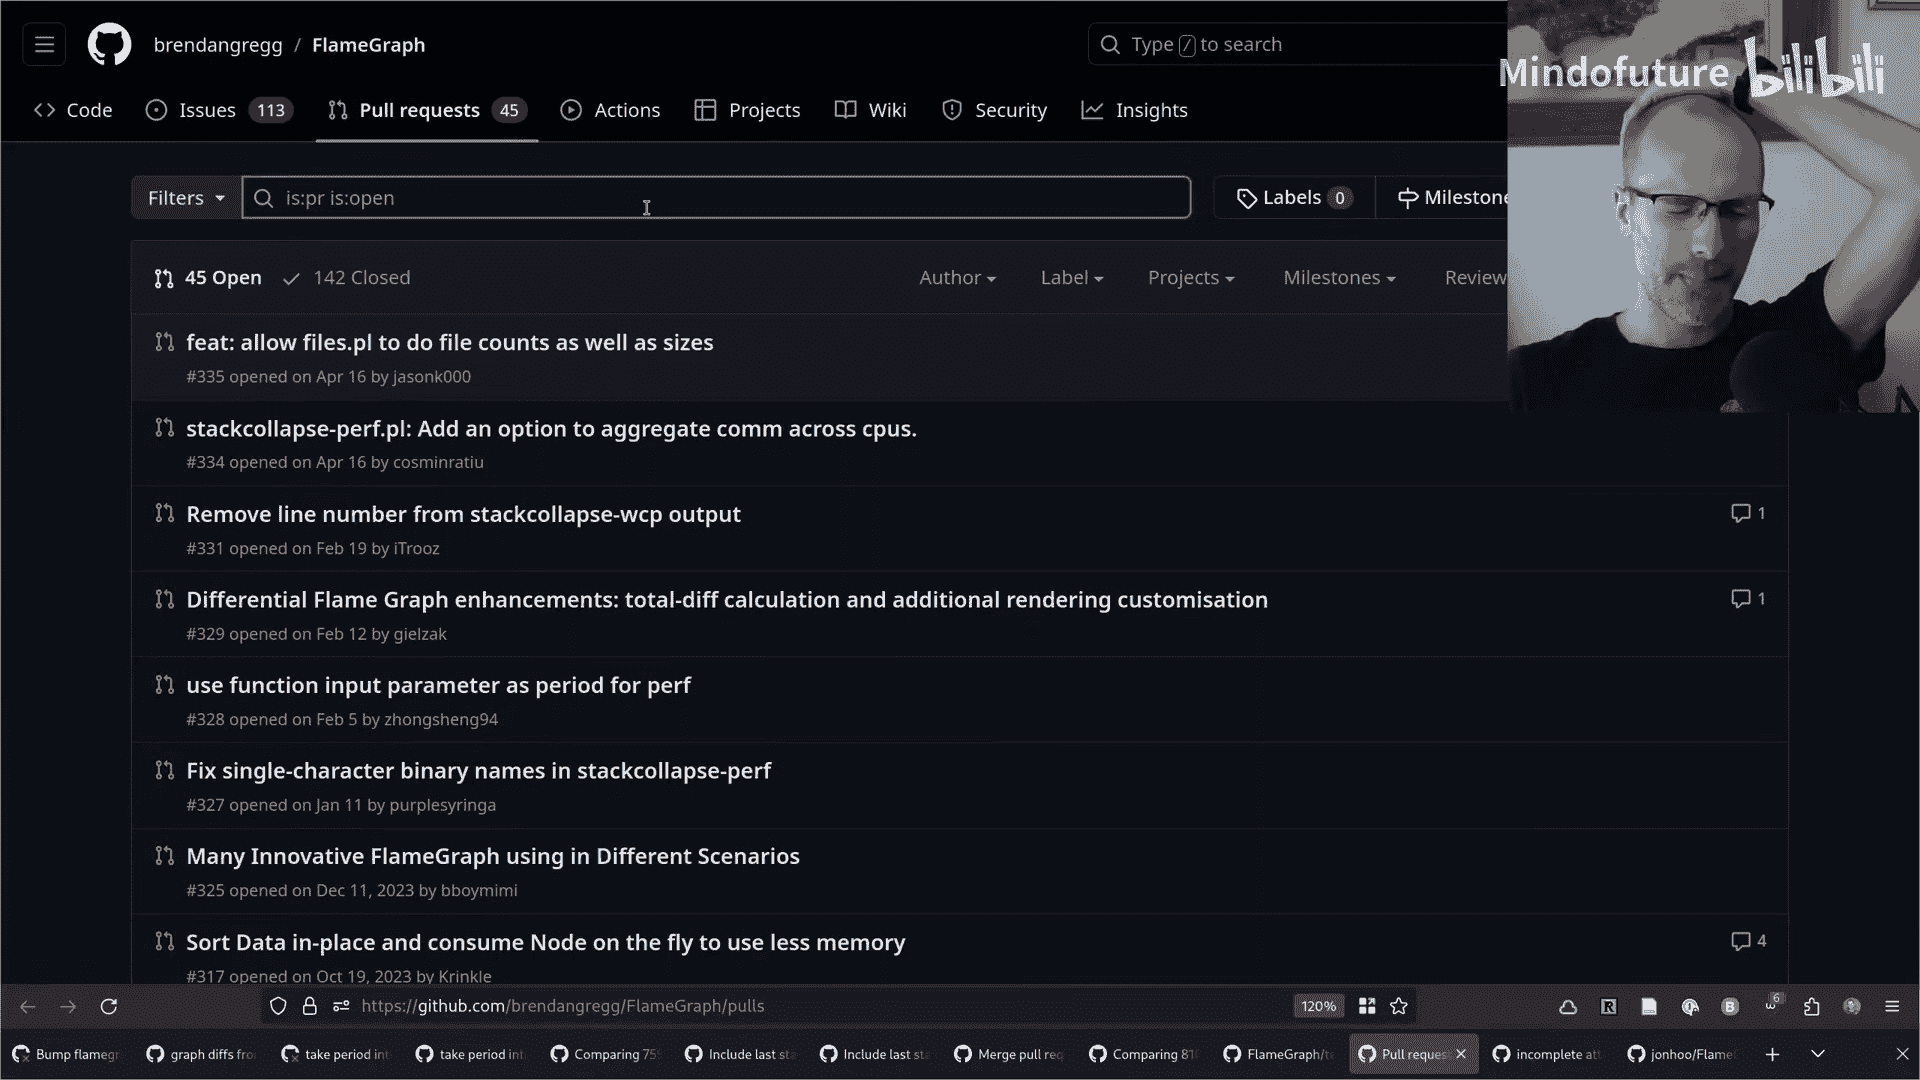 brendangregg / FlameGraph
Type / to search
Mindofuture bilibili
Code
Issues 113
Pull requests 45
Actions
Projects
Wiki
Security
Insights
Filters
is:pr is:open
Labels 0
Milestone
45 Open
142 Closed
Author
Label
Projects
Milestones
Review
feat: allow files.pl to do file counts as well as sizes
#335 opened on Apr 16 by jasonk000
stackcollapse-perf.pl: Add an option to aggregate comm across cpus.
#334 opened on Apr 16 by cosminratiu
Remove line number from stackcollapse-wcp output
1
#331 opened on Feb 19 by iTrooz
Differential Flame Graph enhancements: total-diff calculation and additional rendering customisation
1
#329 opened on Feb 12 by gielzak
use function input parameter as period for perf
#328 opened on Feb 5 by zhongsheng94
Fix single-character binary names in stackcollapse-perf
#327 opened on Jan 11 by purplesyringa
Many Innovative FlameGraph using in Different Scenarios
#325 opened on Dec 11, 2023 by bboymimi
Sort Data in-place and consume Node on the fly to use less memory
4
#317 opened on Oct 19, 2023 by Krinkle
https://github.com/brendangregg/FlameGraph/pulls
120%
6
Bump flamegr
graph diffs fro
take period int
take period int
Comparing 75
Include last sta
Include last sta
Merge pull req
Comparing 81
FlameGraph/te
Pull reques
incomplete att
jonhoo/Flame